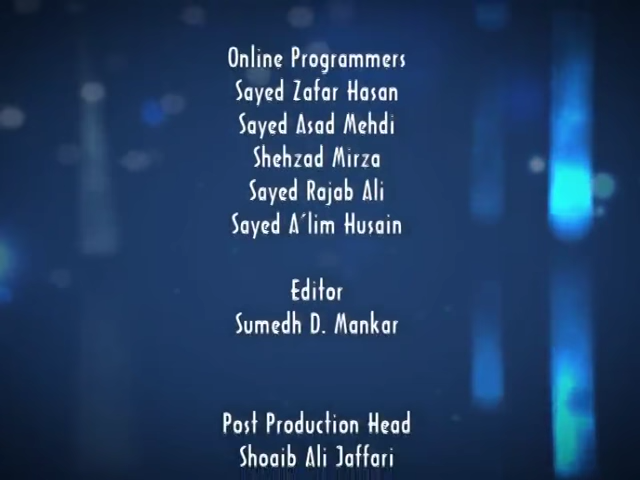 Online Programmers
Sayed Zafar Hasan
Sayed Asad Mehdi
Shehzad Mirza
Sayed Rajab Ali
Sayed A'lim Husain
Editor
Sumedh D. Mankar
Post Production Head
Shoaib Ali Jaffari